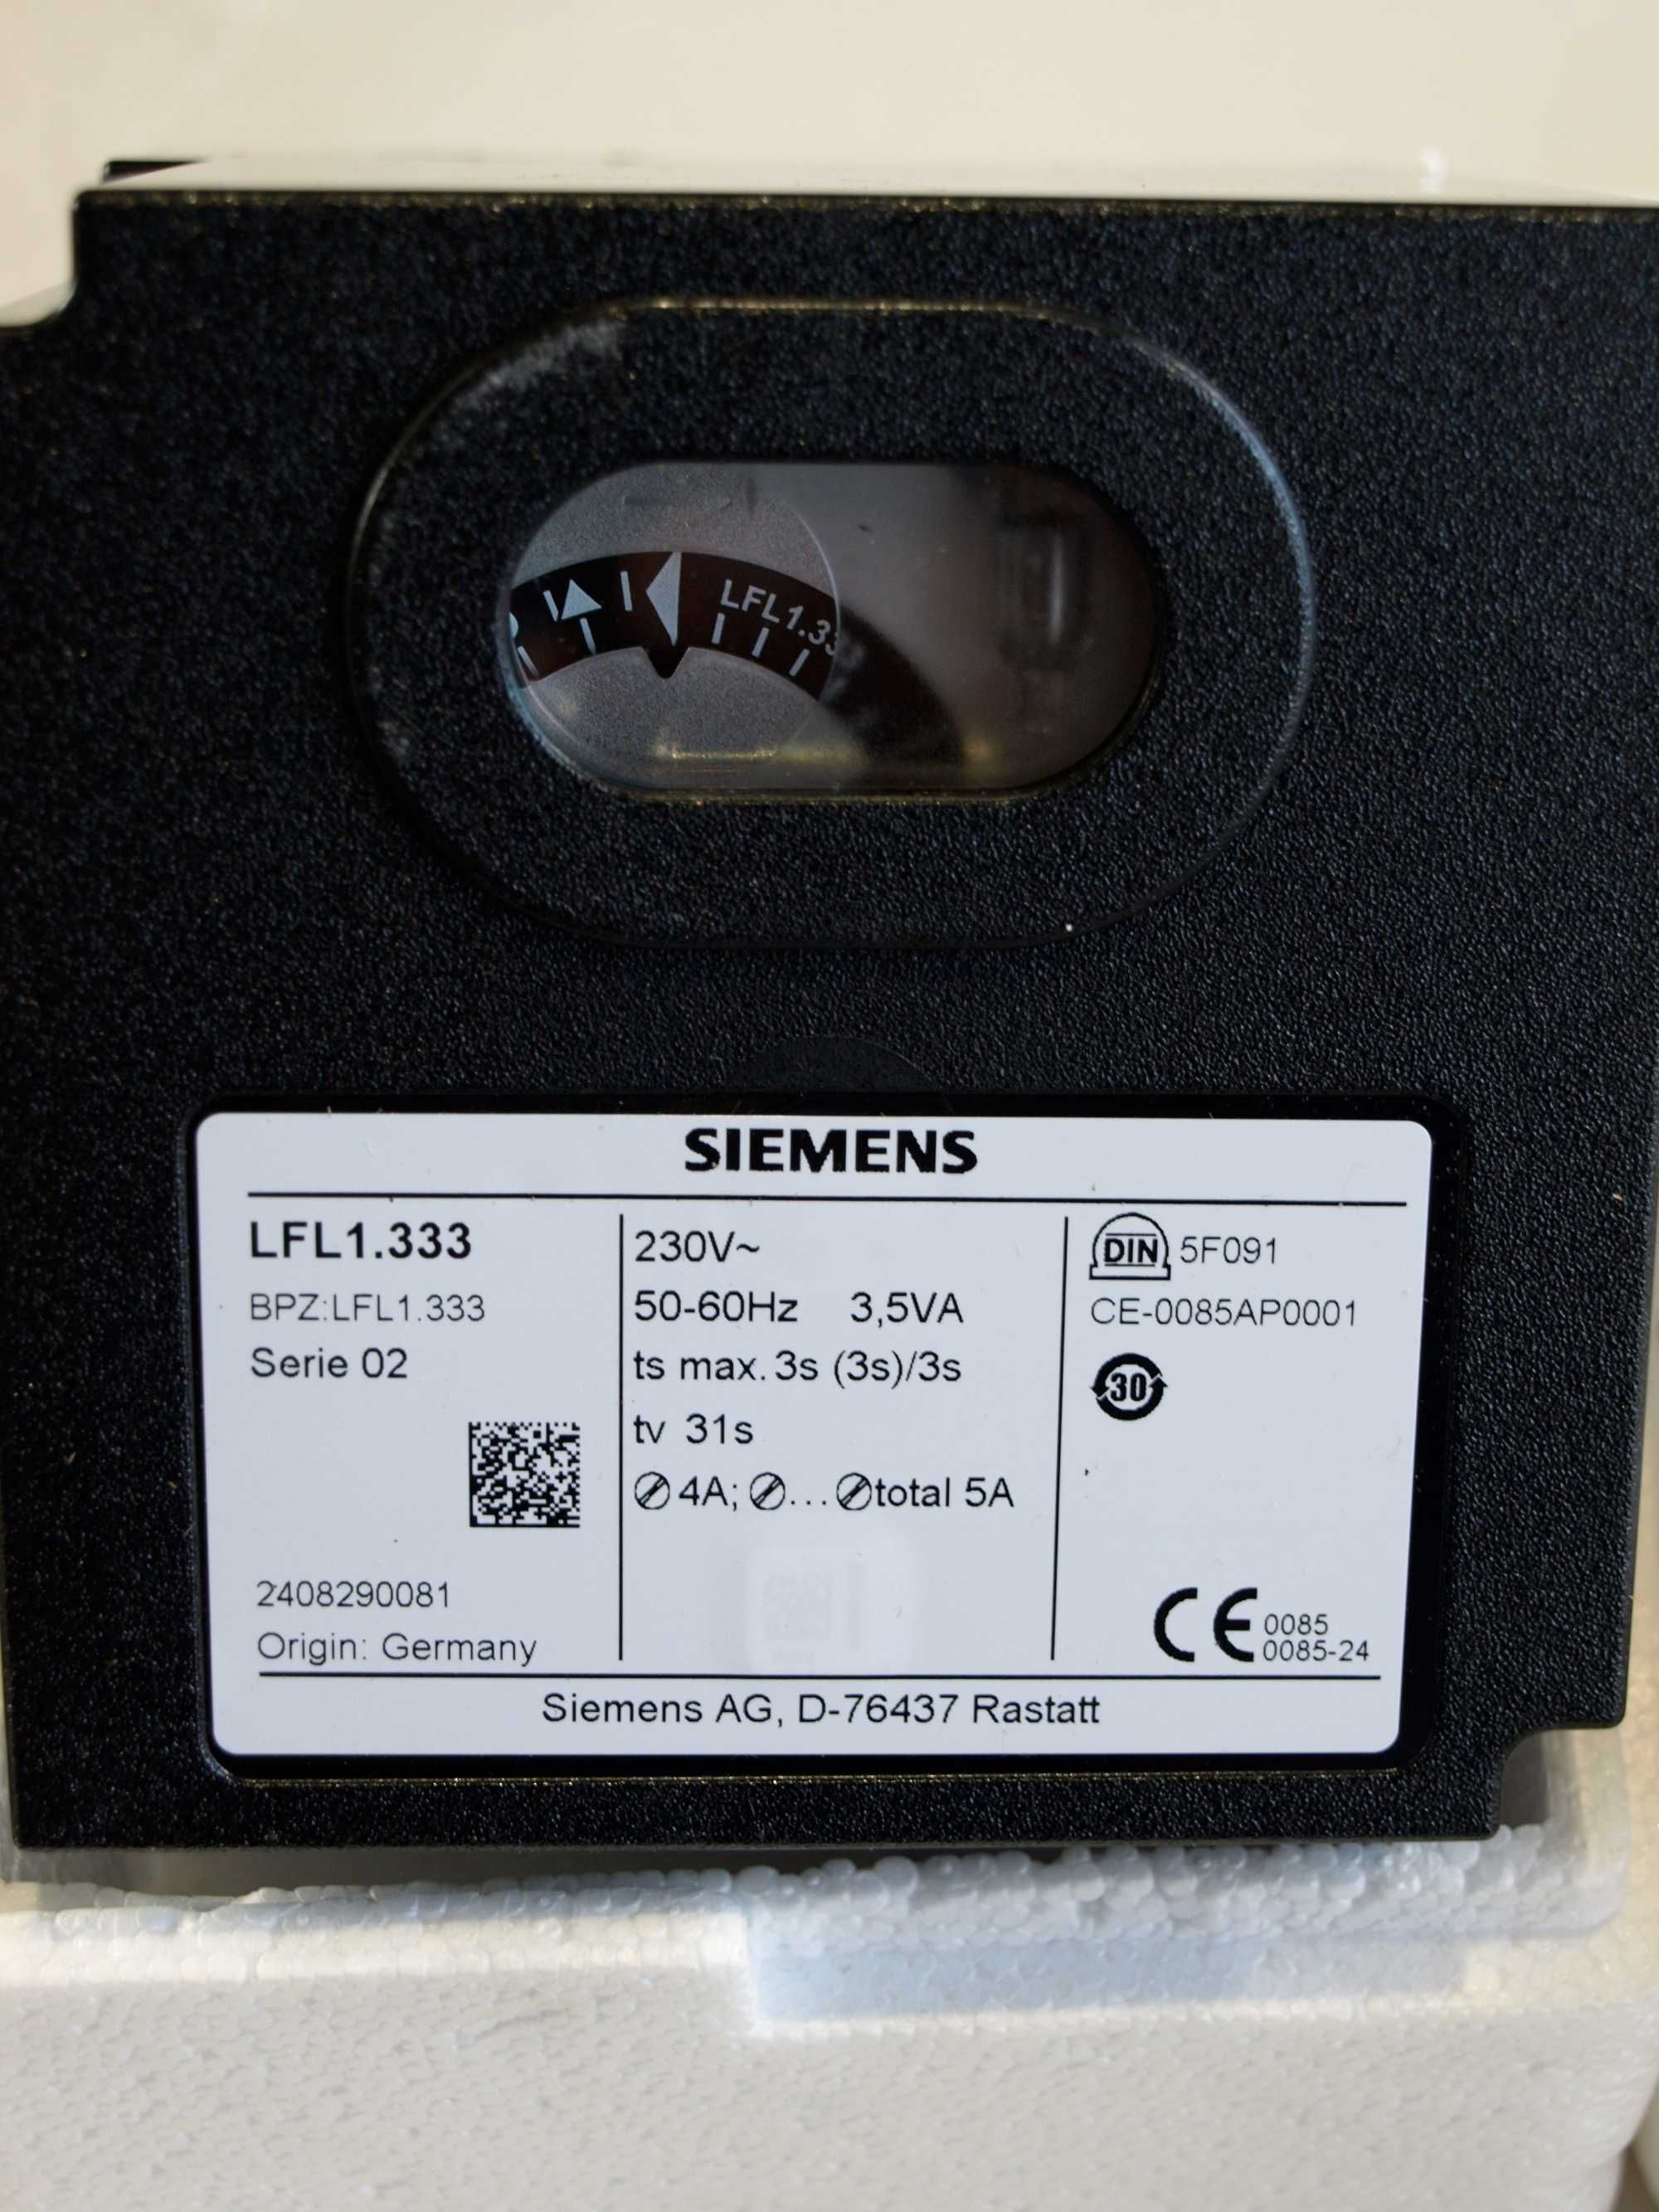 LFL1.33
SIEMENS
LFL1.333
BPZ:LFL1.333
Serie 02
2408290081
Origin: Germany
230V~
50-60Hz 3,5VA
ts max. 3s (3s)/3s
tv 31s
4A; ... total 5A
DIN 5F091
CE-0085AP0001
30
CE 0085
0085-24
Siemens AG, D-76437 Rastatt